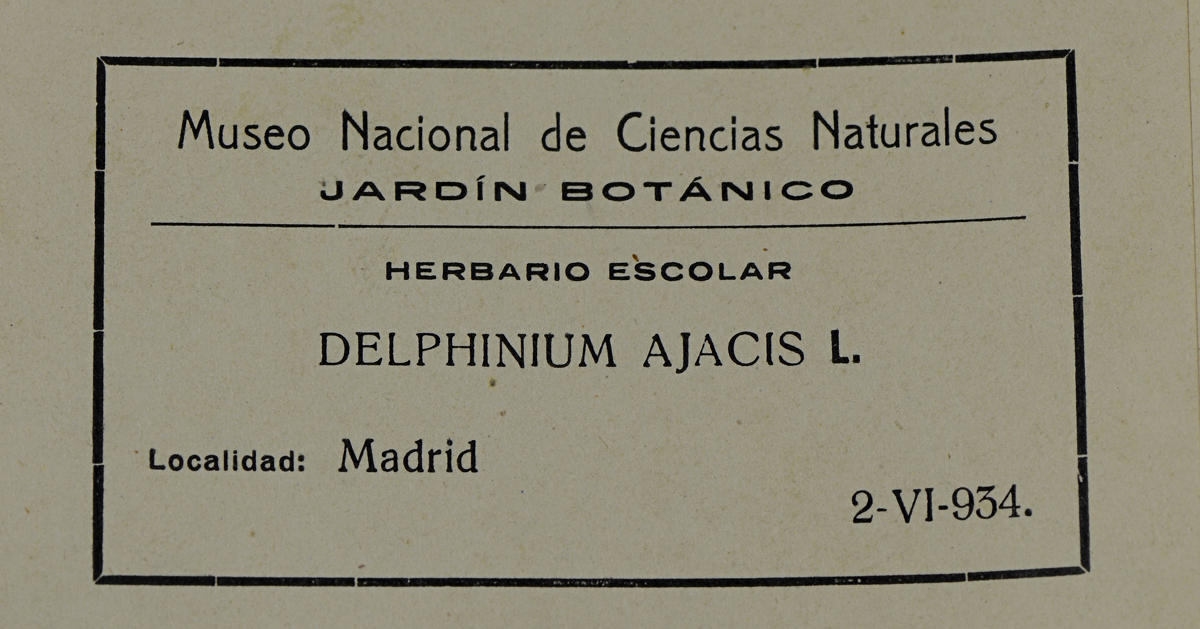 Museo Nacional de Ciencias Naturales
JARDÍN BOTÁNICO
HERBARIO ESCOLAR
DELPHINIUM AJACIS L.
Localidad: Madrid
2-VI-934.